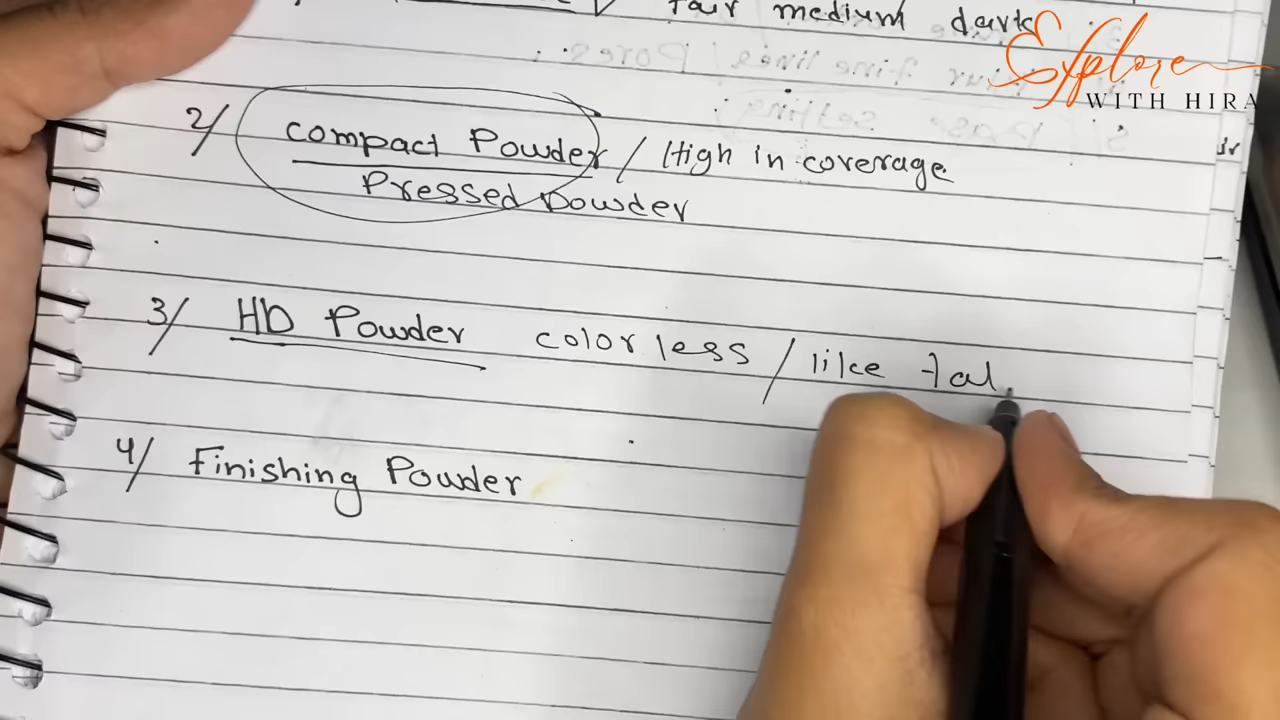 fair medium dark
Explore
WITH HIRA
2/ compact Powder / High in coverage
Pressed Powder
3/ HD Powder colorless / like tal
4/ Finishing Powder